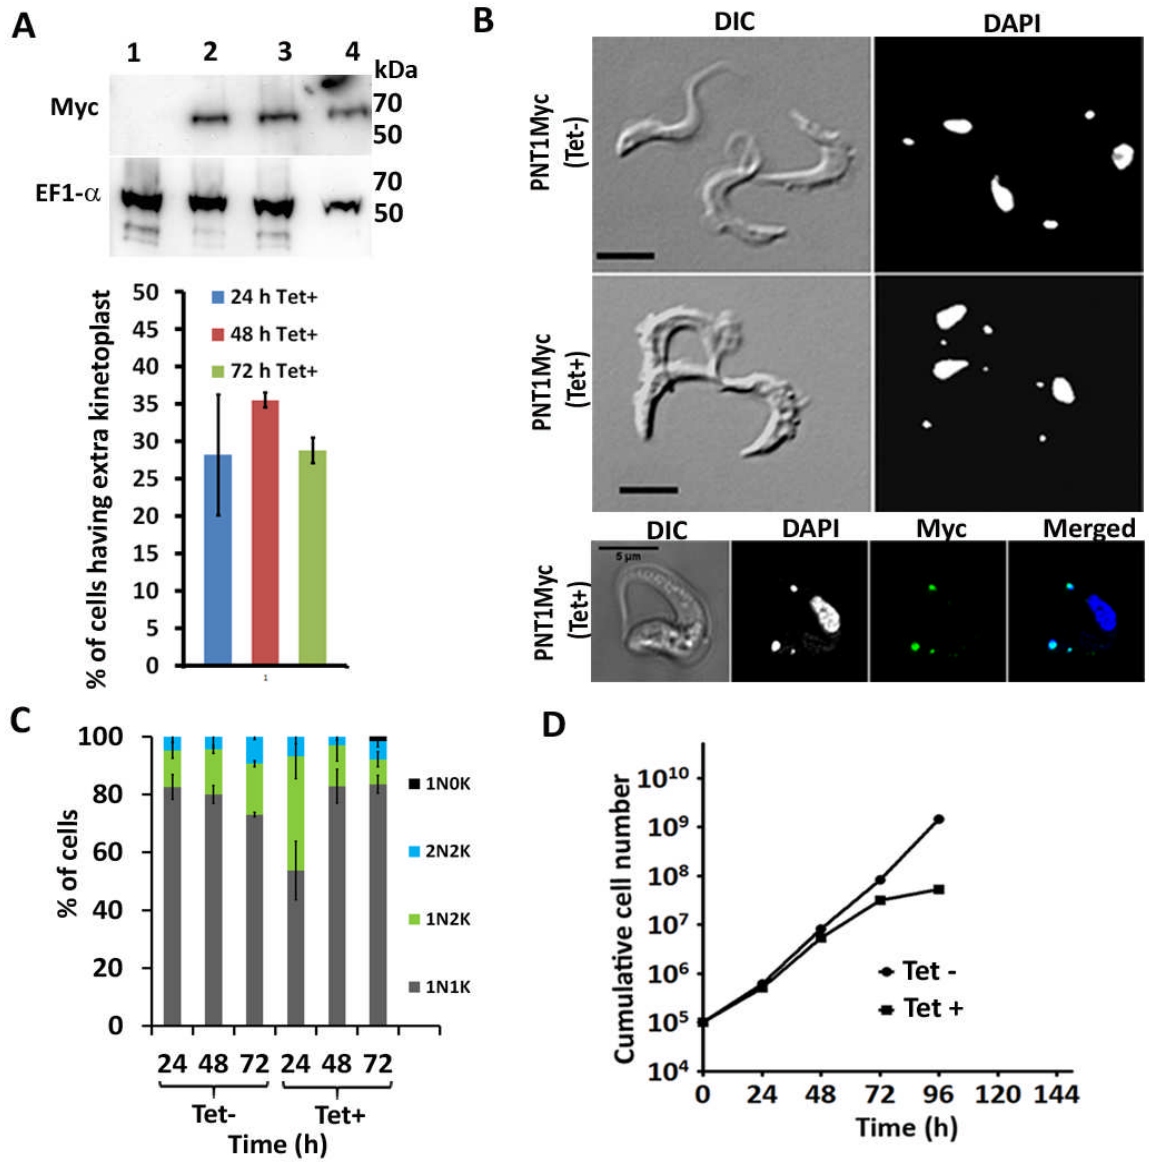 A
1 2 3 4
kDa
Myc
70
50
EF1-α
70
50
% of cells having extra kinetoplast
50
45
40
35
30
25
20
15
10
5
0
24 h Tet+
48 h Tet+
72 h Tet+
1
B
DIC DAPI
PNT1Myc
(Tet-)
PNT1Myc
(Tet+)
DIC DAPI Myc Merged
PNT1Myc
(Tet+)
5 µm
C
% of cells
100
80
60
40
20
0
1N0K
2N2K
1N2K
1N1K
24 48 72 24 48 72
Tet- Tet+
Time (h)
D
Cumulative cell number
10¹⁰
10⁹
10⁸
10⁷
10⁶
10⁵
10⁴
Tet -
Tet +
0 24 48 72 96 120 144
Time (h)